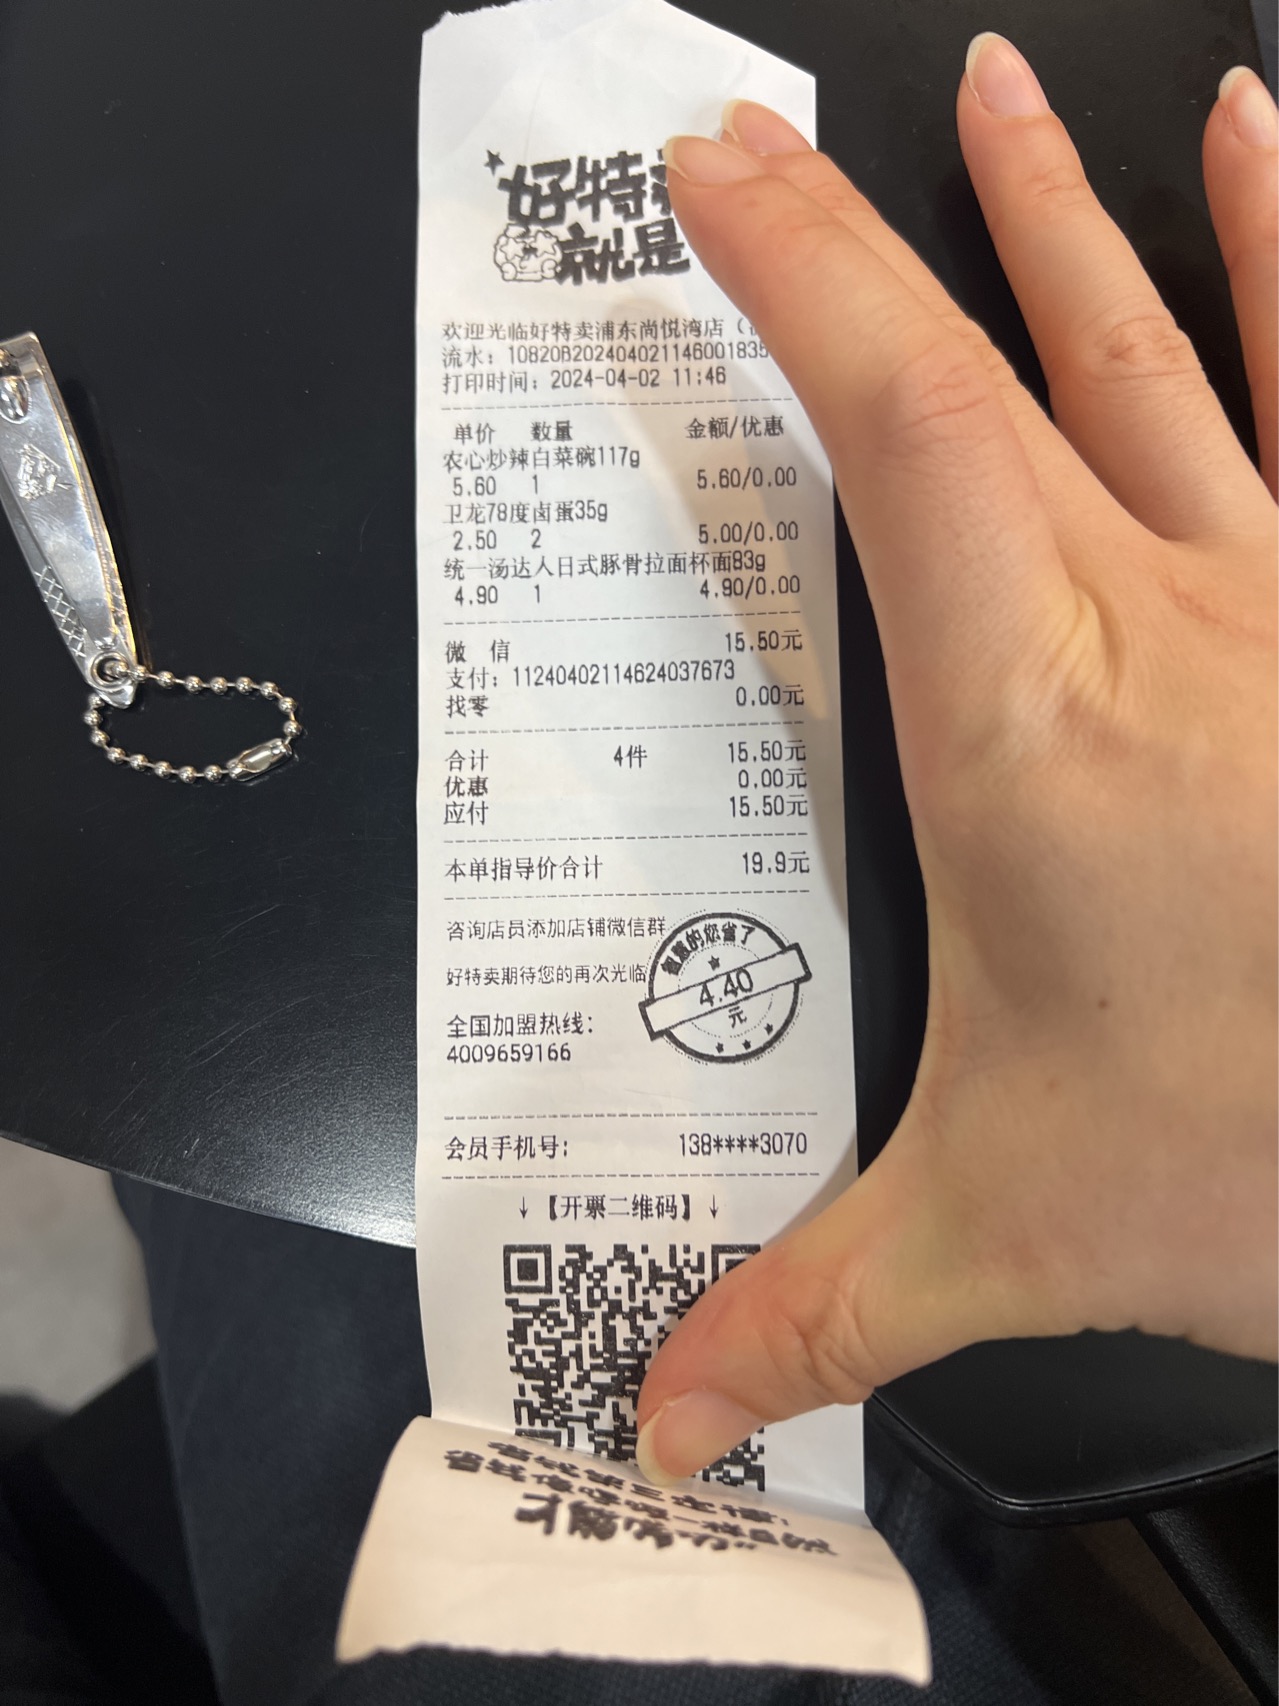 好特
就是
欢迎光临好特卖浦东尚悦湾店（
流水：10820B202404021146001835
打印时间：2024-04-02 11:46
单价 数量 金额/优惠
农心炒辣白菜碗117g
5.60 1 5.60/0.00
卫龙78度卤蛋35g
2.50 2 5.00/0.00
统一汤达人日式豚骨拉面杯面83g
4.90 1 4.90/0.00
微 信 15.50元
支付：11240402114624037673
找零 0.00元
合计 4件 15.50元
优惠 0.00元
应付 15.50元
本单指导价合计 19.9元
咨询店员添加店铺微信群
好特卖期待您的再次光临
的您省了
4.40
元
全国加盟热线：
4009659166
会员手机号： 138****3070
↓【开票二维码】↓